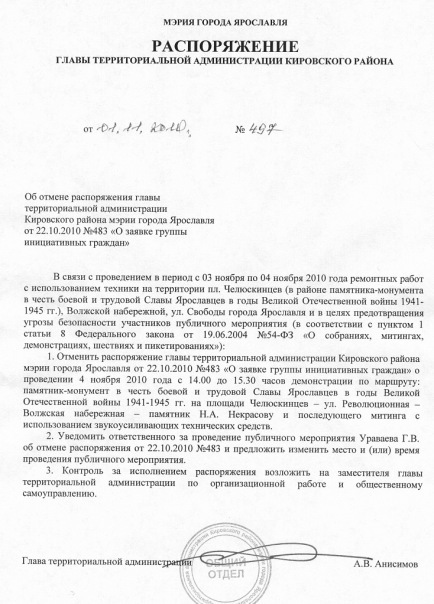 МЭРИЯ ГОРОДА ЯРОСЛАВЛЯ
РАСПОРЯЖЕНИЕ
ГЛАВЫ ТЕРРИТОРИАЛЬНОЙ АДМИНИСТРАЦИИ КИРОВСКОГО РАЙОНА
от 01.11.2010, № 497
Об отмене распоряжения главы
территориальной администрации
Кировского района мэрии города Ярославля
от 22.10.2010 №483 «О заявке группы
инициативных граждан»
В связи с проведением в период с 03 ноября по 04 ноября 2010 года ремонтных работ
с использованием техники на территории пл. Челюскинцев (в районе памятника-монумента
в честь боевой и трудовой Славы Ярославцев в годы Великой Отечественной войны 1941-
1945 гг.), Волжской набережной, ул. Свободы города Ярославля и в целях предотвращения
угрозы безопасности участников публичного мероприятия (в соответствии с пунктом 1
статьи 8 Федерального закона от 19.06.2004 №54-ФЗ «О собраниях, митингах,
демонстрациях, шествиях и пикетированиях»):
1. Отменить распоряжение главы территориальной администрации Кировского района
мэрии города Ярославля от 22.10.2010 №483 «О заявке группы инициативных граждан» о
проведении 4 ноября 2010 года с 14.00 до 15.30 часов демонстрации по маршруту:
памятник-монумент в честь боевой и трудовой Славы Ярославцев в годы Великой
Отечественной войны 1941-1945 гг. на площади Челюскинцев – ул. Революционная –
Волжская набережная – памятник Н.А. Некрасову и последующего митинга с
использованием звукоусиливающих технических средств.
2. Уведомить ответственного за проведение публичного мероприятия Ураваева Г.В.
об отмене распоряжения от 22.10.2010 №483 и предложить изменить место и (или) время
проведения публичного мероприятия.
3. Контроль за исполнением распоряжения возложить на заместителя главы
территориальной администрации по организационной работе и общественному
самоуправлению.
Глава территориальной администрации А.В. Анисимов
ОБЩИЙ
ОТДЕЛ